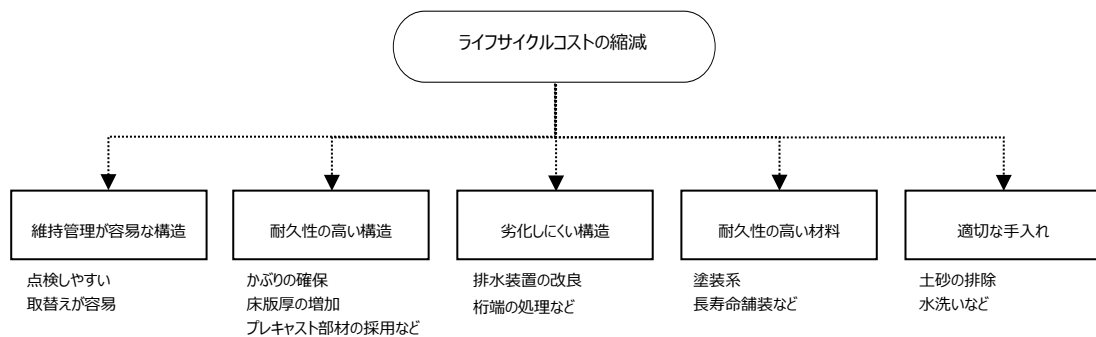 ライフサイクルコストの縮減
維持管理が容易な構造
点検しやすい
取替えが容易
耐久性の高い構造
かぶりの確保
床版厚の増加
プレキャスト部材の採用など
劣化しにくい構造
排水装置の改良
桁端の処理など
耐久性の高い材料
塗装系
長寿命舗装など
適切な手入れ
土砂の排除
水洗いなど